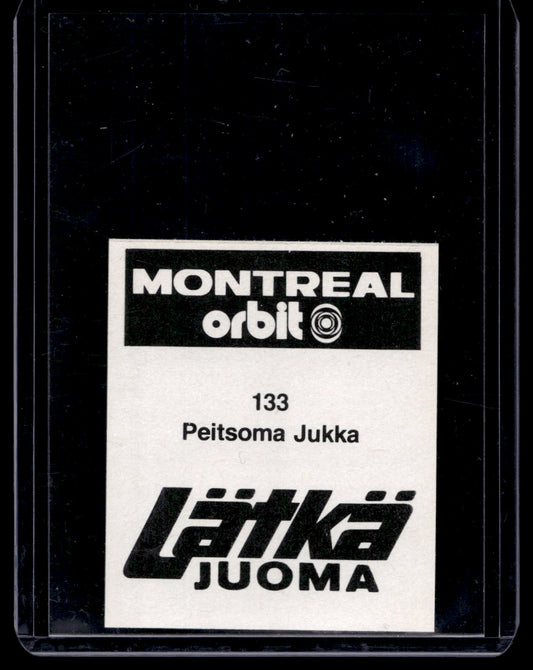 MONTREAL
orbit
133
Peitsoma Jukka
Lätkä
JUOMA